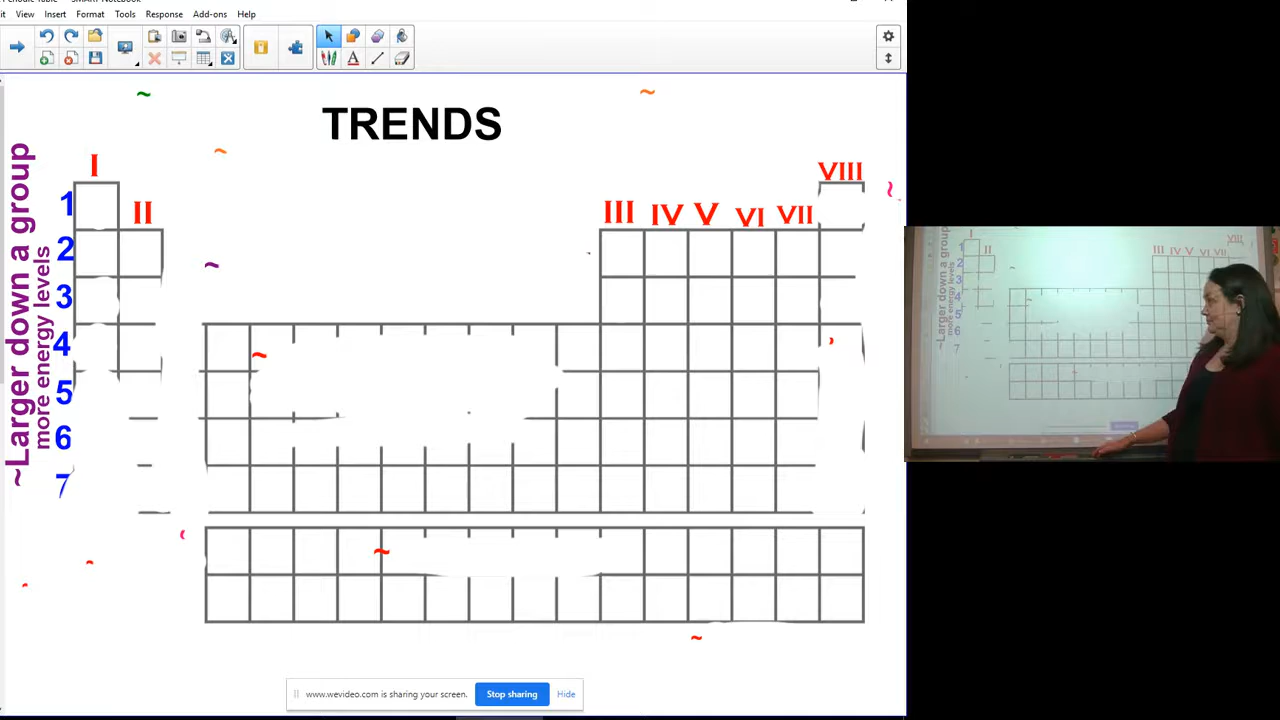 View Insert Format Tools Response Add-ons Help
TRENDS
I
II
III
IV
V
VI
VII
VIII
1
2
3
4
5
6
7
~Larger down a group
more energy levels
www.wevideo.com is sharing your screen.
Stop sharing
Hide